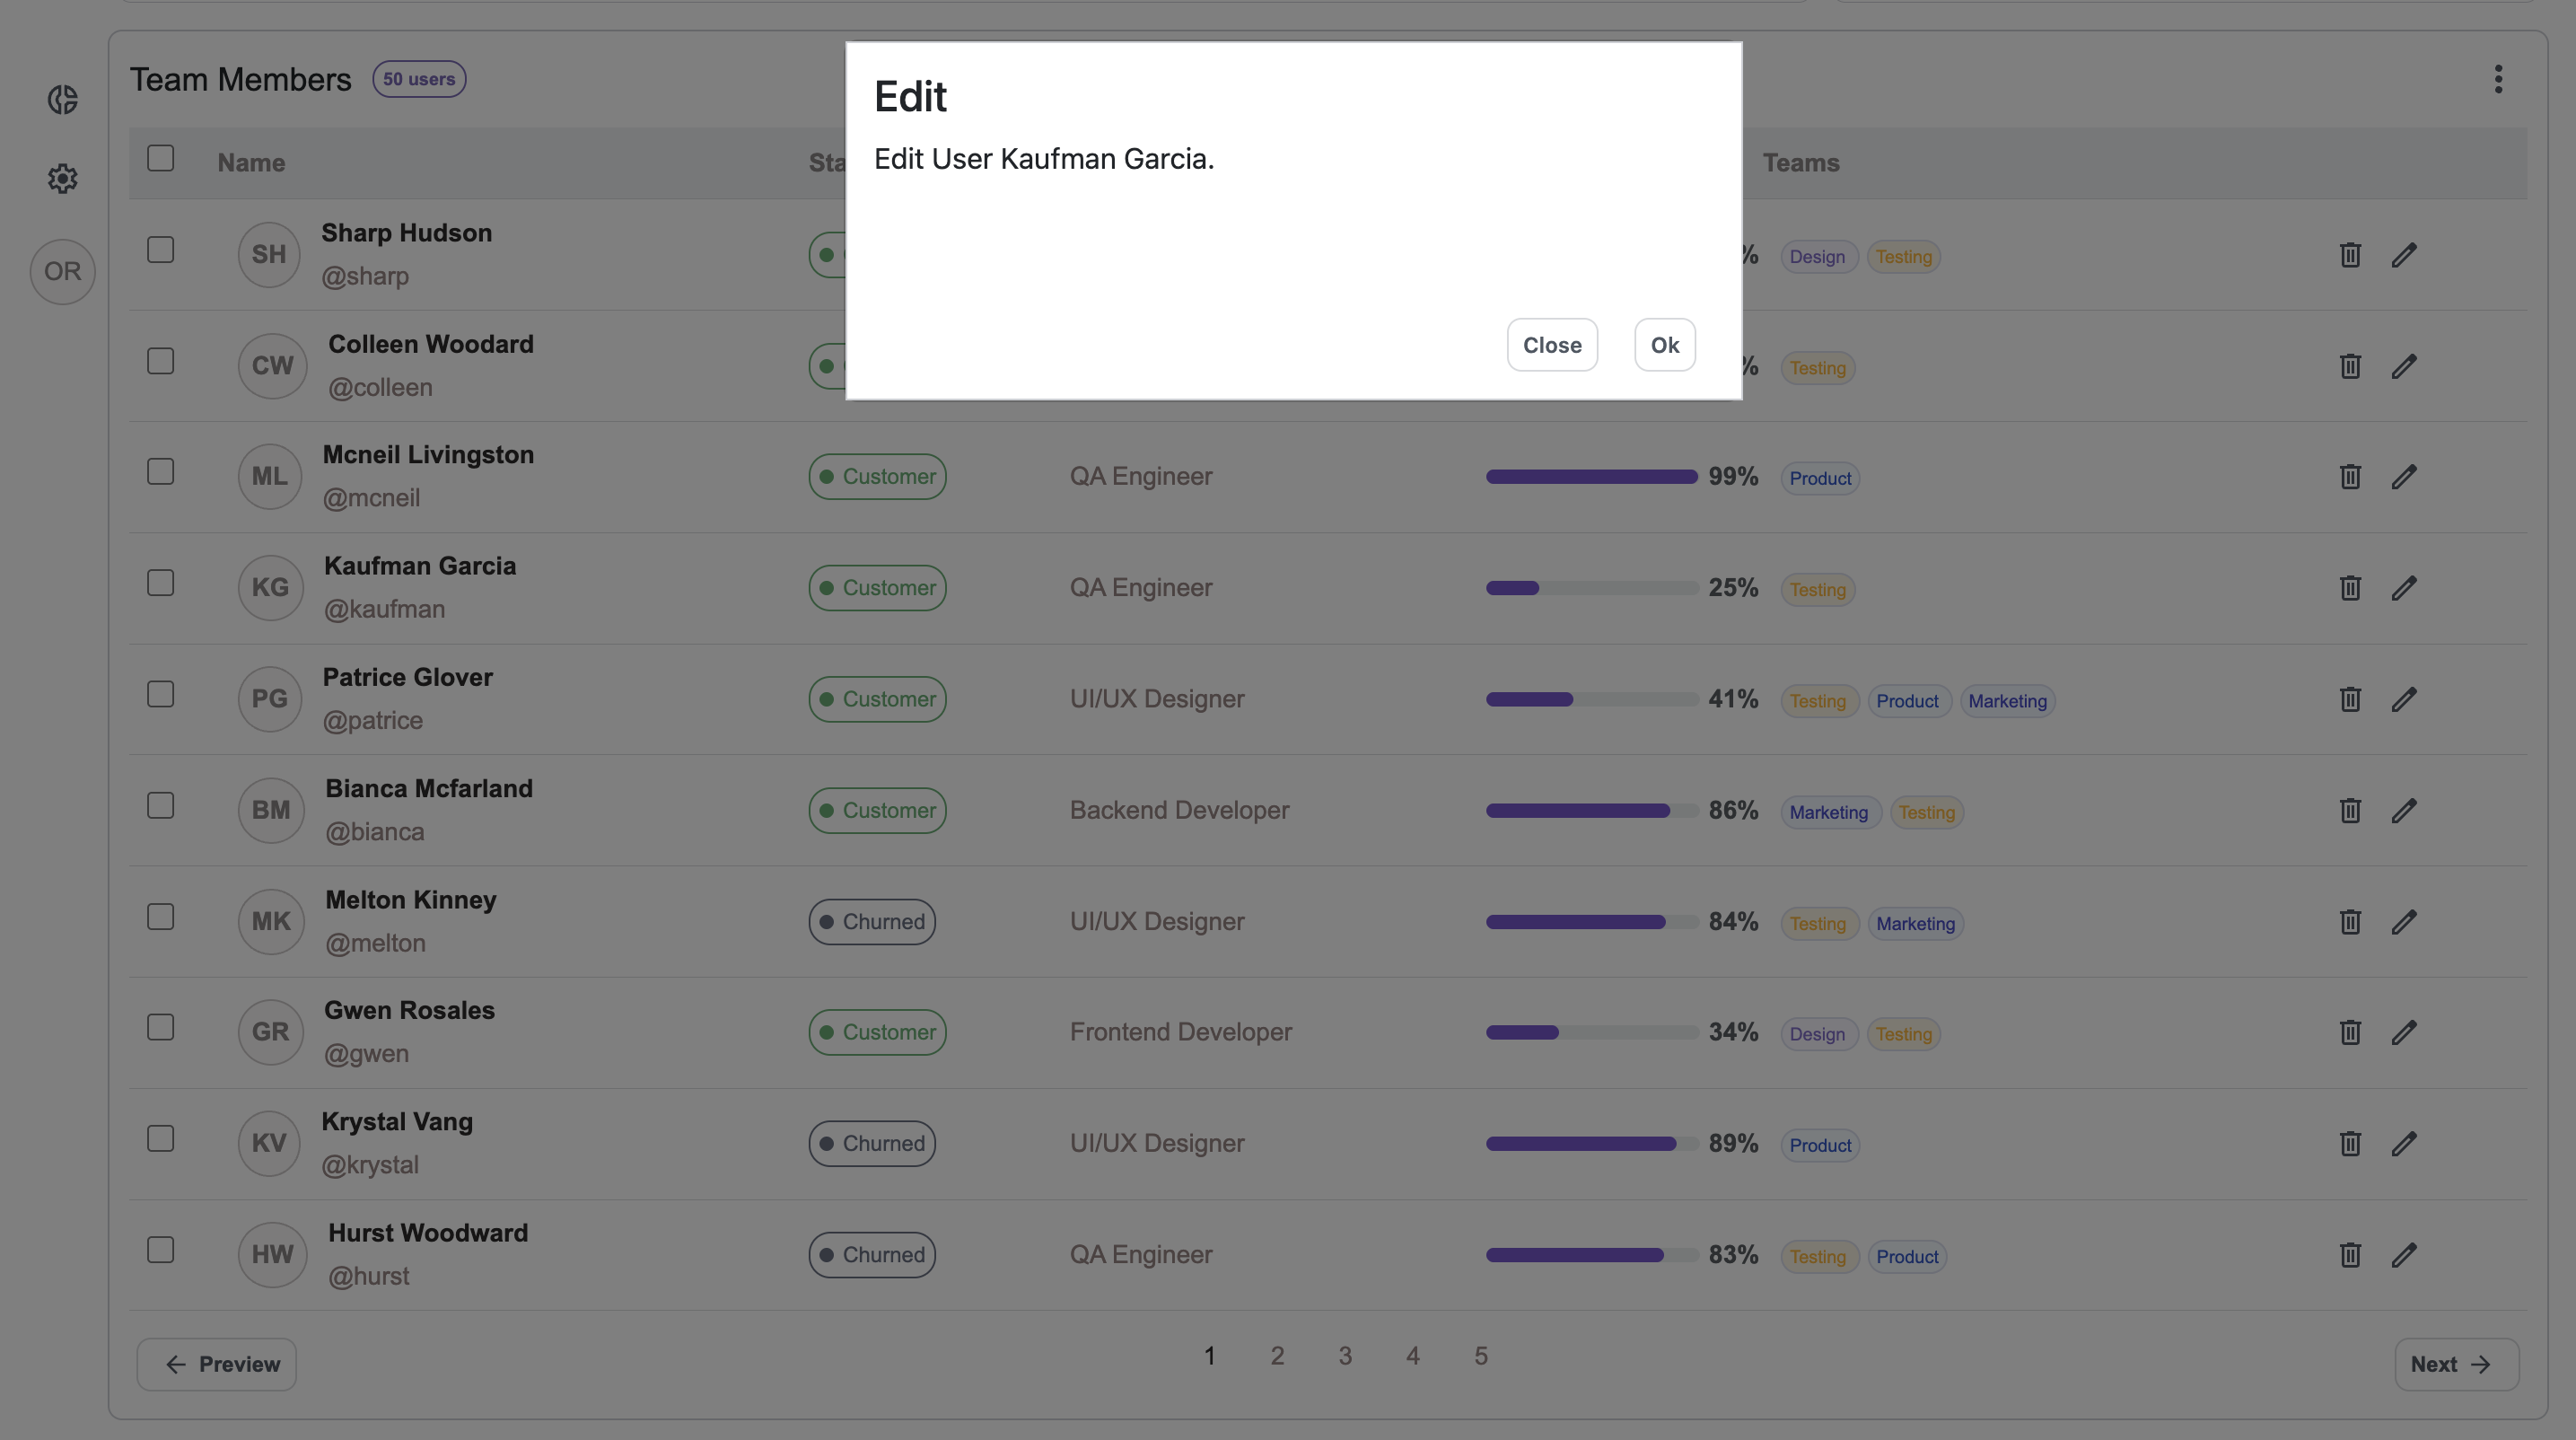 Team Members 50 users
Edit
Edit User Kaufman Garcia.
Close Ok
Name Teams
OR
SH Sharp Hudson Design Testing
@sharp
CW Colleen Woodard Testing
@colleen
ML Mcneil Livingston Customer QA Engineer 99% Product
@mcneil
KG Kaufman Garcia Customer QA Engineer 25% Testing
@kaufman
PG Patrice Glover Customer UI/UX Designer 41% Testing Product Marketing
@patrice
BM Bianca Mcfarland Customer Backend Developer 86% Marketing Testing
@bianca
MK Melton Kinney Churned UI/UX Designer 84% Testing Marketing
@melton
GR Gwen Rosales Customer Frontend Developer 34% Design Testing
@gwen
KV Krystal Vang Churned UI/UX Designer 89% Product
@krystal
HW Hurst Woodward Churned QA Engineer 83% Testing Product
@hurst
← Preview 1 2 3 4 5 Next →